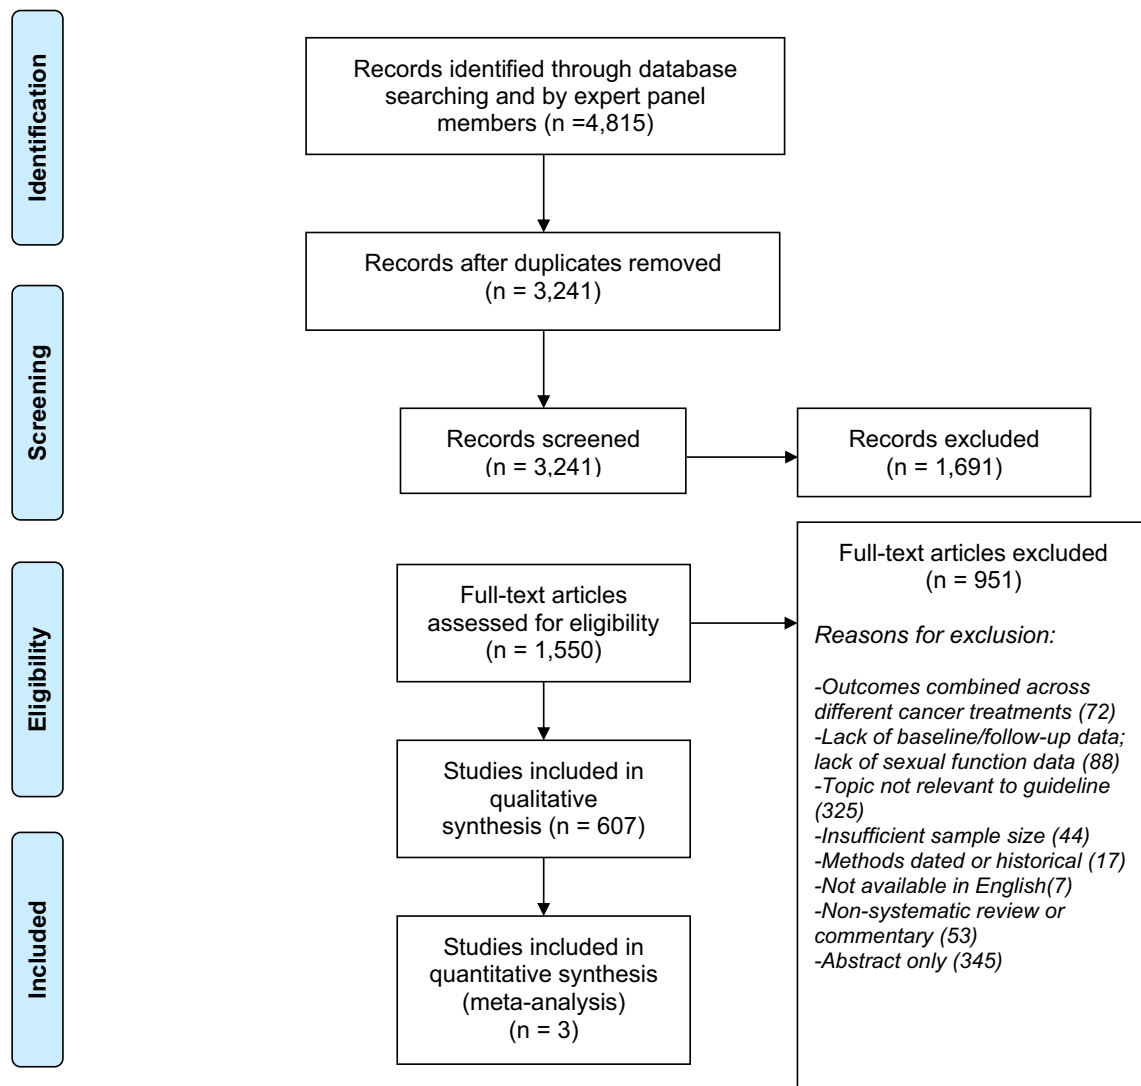 Identification
Records identified through database
searching and by expert panel
members (n =4,815)
Records after duplicates removed
(n = 3,241)
Screening
Records screened
(n = 3,241)
Records excluded
(n = 1,691)
Eligibility
Full-text articles
assessed for eligibility
(n = 1,550)
Full-text articles excluded
(n = 951)
Reasons for exclusion:
-Outcomes combined across
different cancer treatments (72)
-Lack of baseline/follow-up data;
lack of sexual function data (88)
-Topic not relevant to guideline
(325)
-Insufficient sample size (44)
-Methods dated or historical (17)
-Not available in English(7)
-Non-systematic review or
commentary (53)
-Abstract only (345)
Studies included in
qualitative
synthesis (n = 607)
Included
Studies included in
quantitative synthesis
(meta-analysis)
(n = 3)